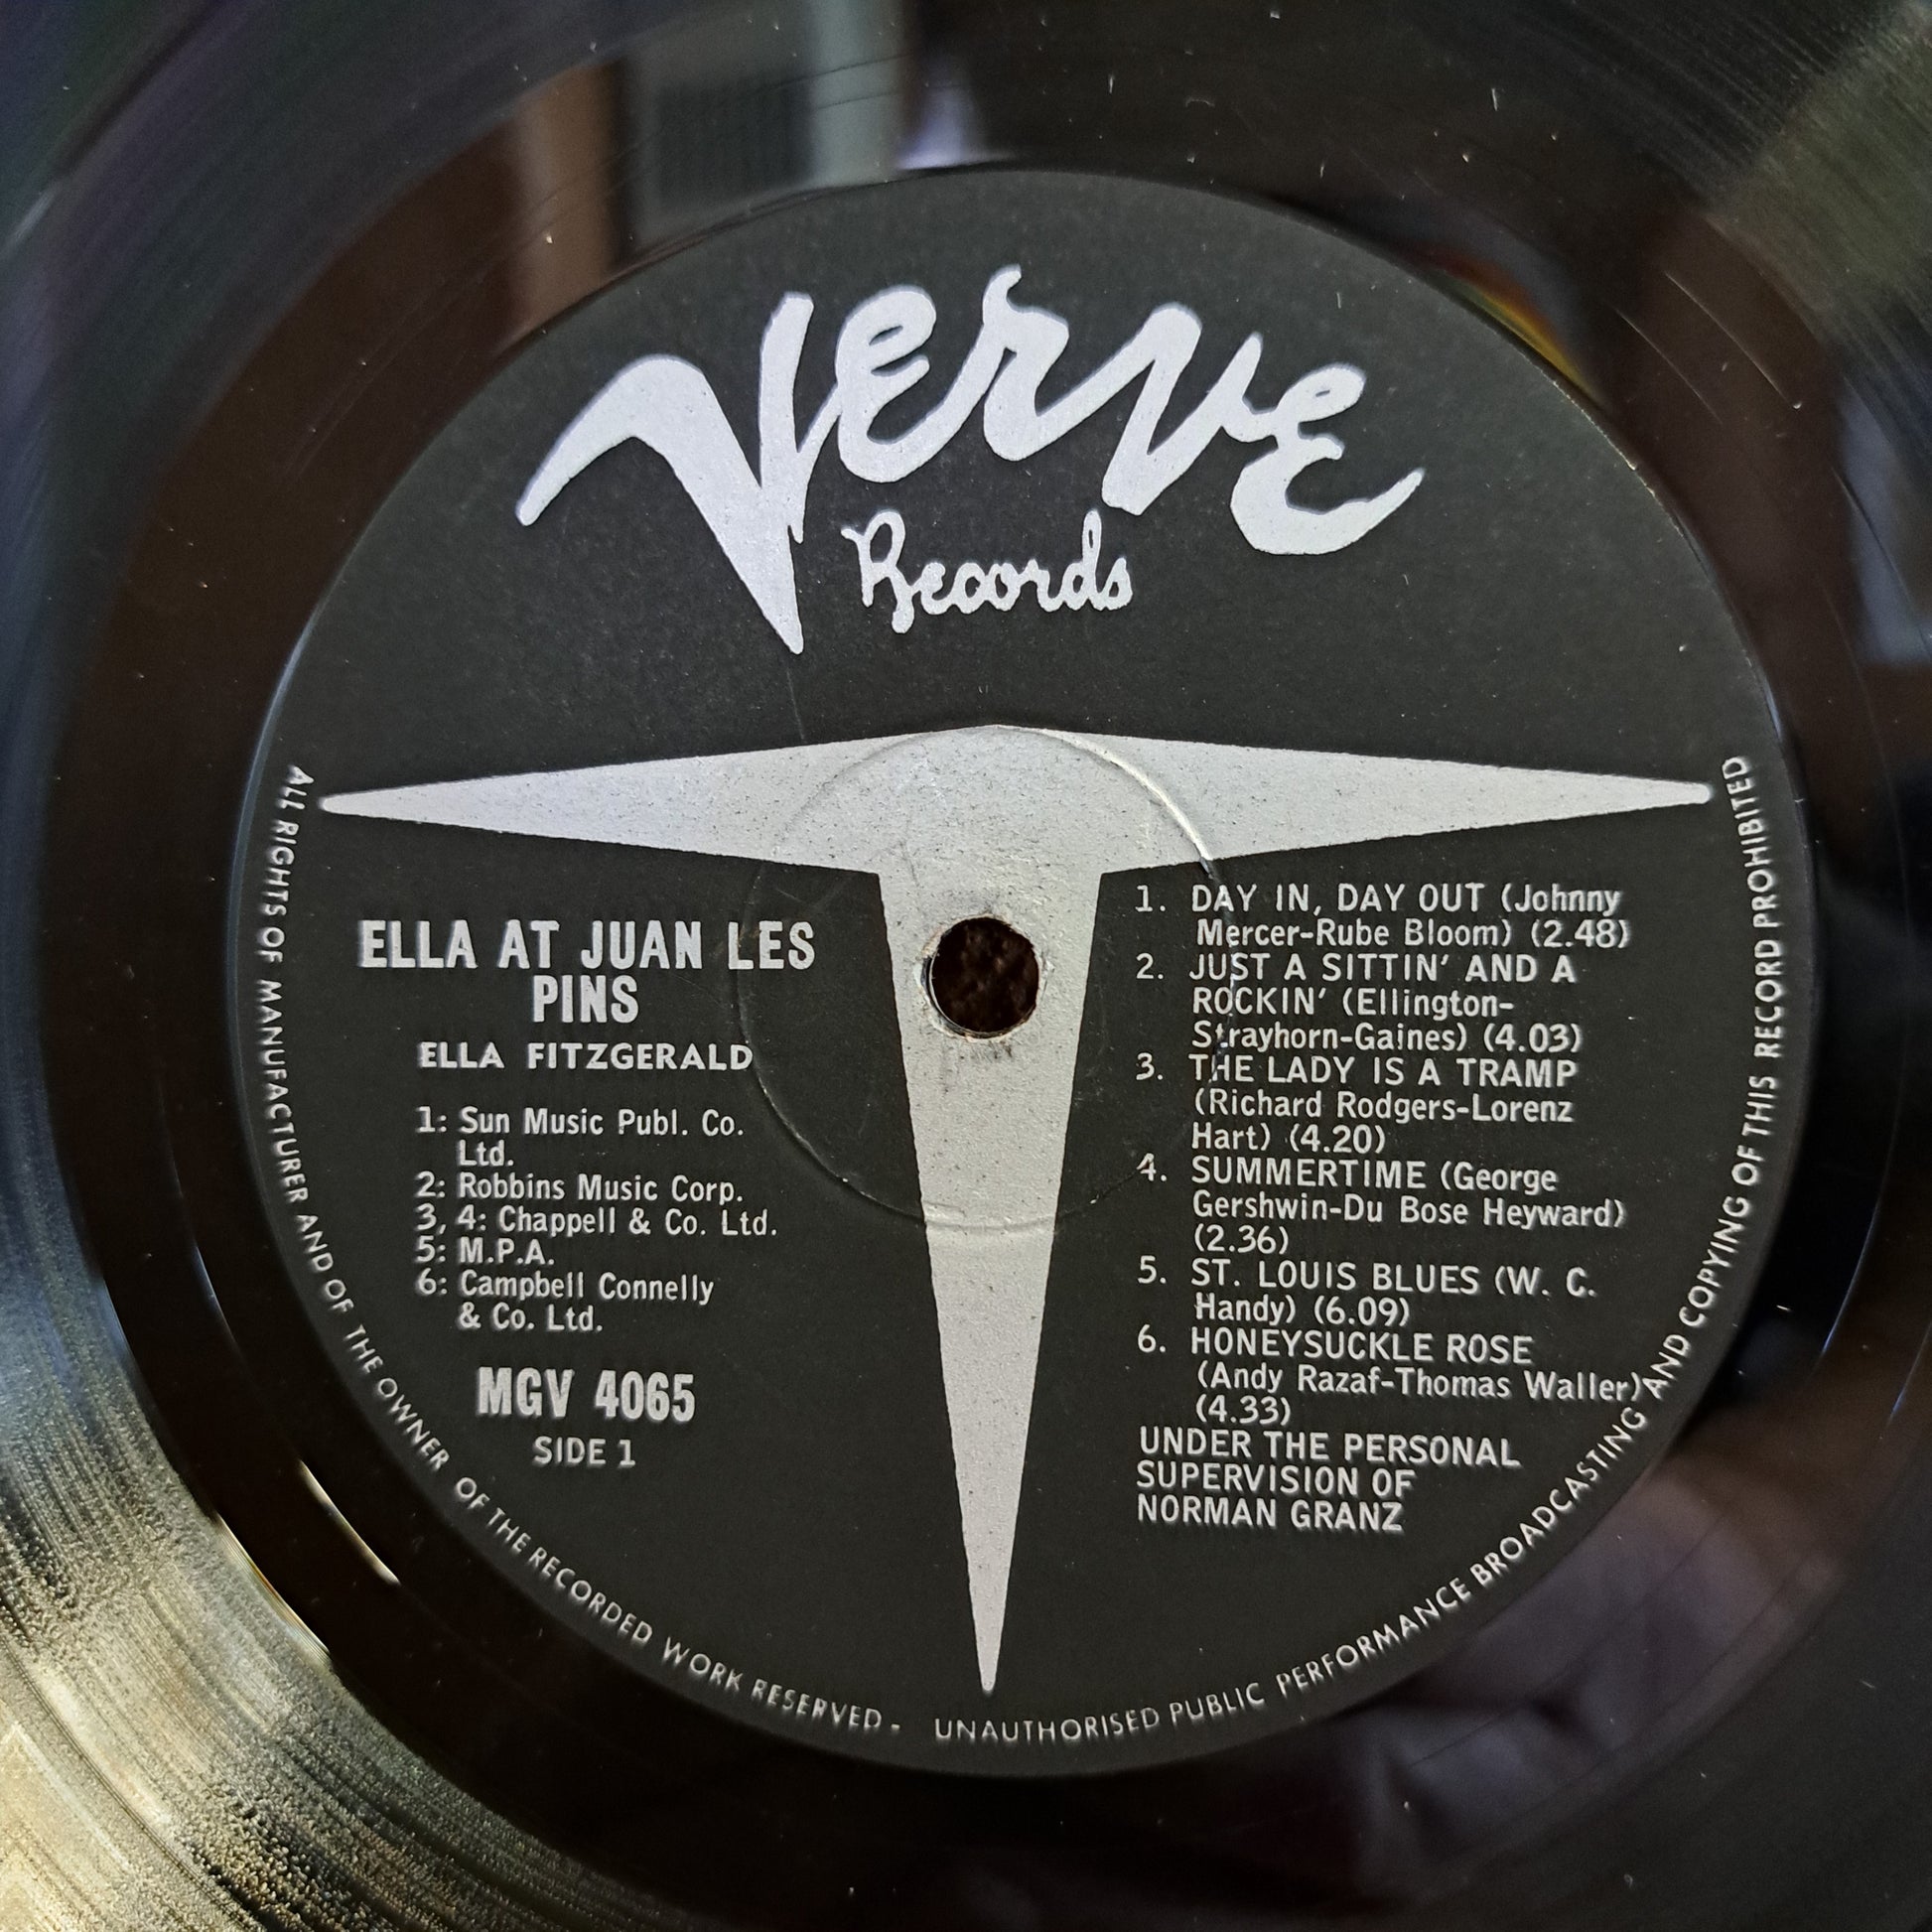 Verve
Records
ELLA AT JUAN LES
PINS
ELLA FITZGERALD
1: Sun Music Publ. Co.
Ltd.
2: Robbins Music Corp.
3, 4: Chappell & Co. Ltd.
5: M.P.A.
6: Campbell Connelly
& Co. Ltd.
MGV 4065
SIDE 1
1. DAY IN, DAY OUT (Johnny
Mercer-Rube Bloom) (2.48)
2. JUST A SITTIN' AND A
ROCKIN' (Ellington-
Strayhorn-Gaines) (4.03)
3. THE LADY IS A TRAMP
(Richard Rodgers-Lorenz
Hart) (4.20)
4. SUMMERTIME (George
Gershwin-Du Bose Heyward)
(2.36)
5. ST. LOUIS BLUES (W. C.
Handy) (6.09)
6. HONEYSUCKLE ROSE
(Andy Razaf-Thomas Waller)
(4.33)
UNDER THE PERSONAL
SUPERVISION OF
NORMAN GRANZ
ALL RIGHTS OF MANUFACTURER AND OF THE OWNER OF THE RECORDED WORK RESERVED - UNAUTHORISED PUBLIC PERFORMANCE BROADCASTING AND COPYING OF THIS RECORD PROHIBITED